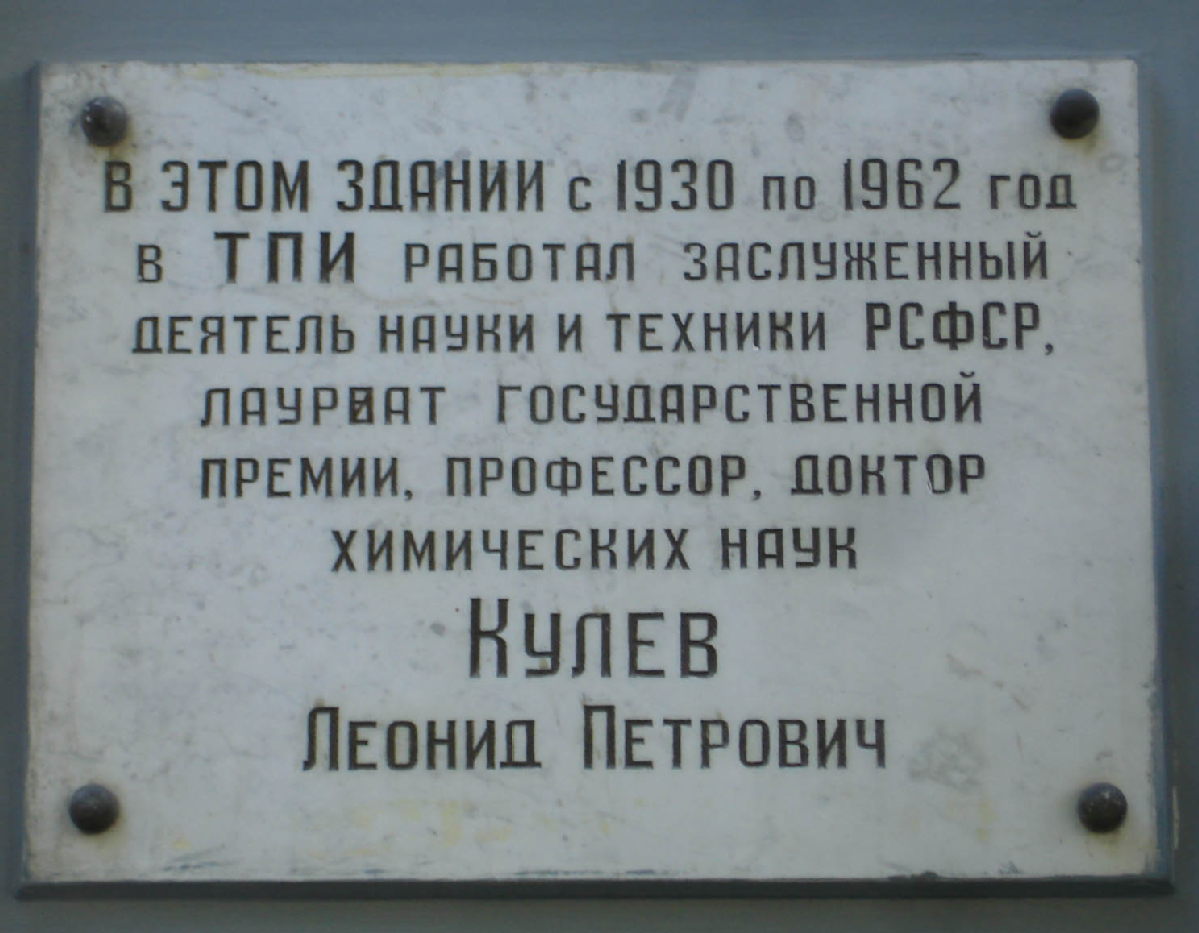 В ЭТОМ ЗДАНИИ с 1930 по 1962 год
в ТПИ РАБОТАЛ ЗАСЛУЖЕННЫЙ
ДЕЯТЕЛЬ НАУКИ И ТЕХНИКИ РСФСР,
ЛАУРИАТ ГОСУДАРСТВЕННОЙ
ПРЕМИИ, ПРОФЕССОР, ДОКТОР
ХИМИЧЕСКИХ НАУК
КУЛЕВ
ЛЕОНИД ПЕТРОВИЧ